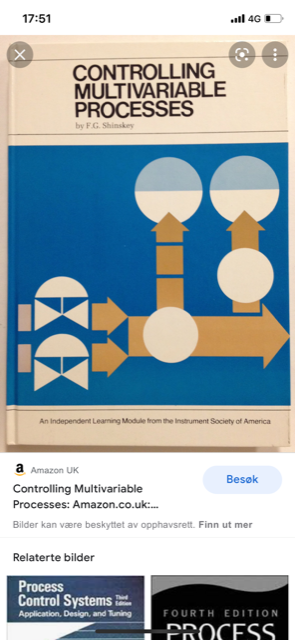 17:51
4G
CONTROLLING
MULTIVARIABLE
PROCESSES
by F.G. Shinskey
An Independent Learning Module from the Instrument Society of America
a Amazon UK
Controlling Multivariable
Processes: Amazon.co.uk:...
Besøk
Bilder kan være beskyttet av opphavsrett. Finn ut mer
Relaterte bilder
Process
Control Systems Third
Edition
Application, Design, and Tuning
FOURTH EDITION
PROCESS